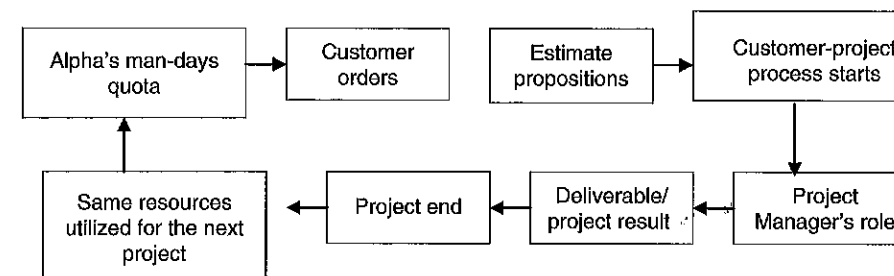 Alpha's man-days
quota
Customer
orders
Estimate
propositions
Customer-project
process starts
Same resources
utilized for the next
project
Project end
Deliverable/
project result
Project
Manager's role